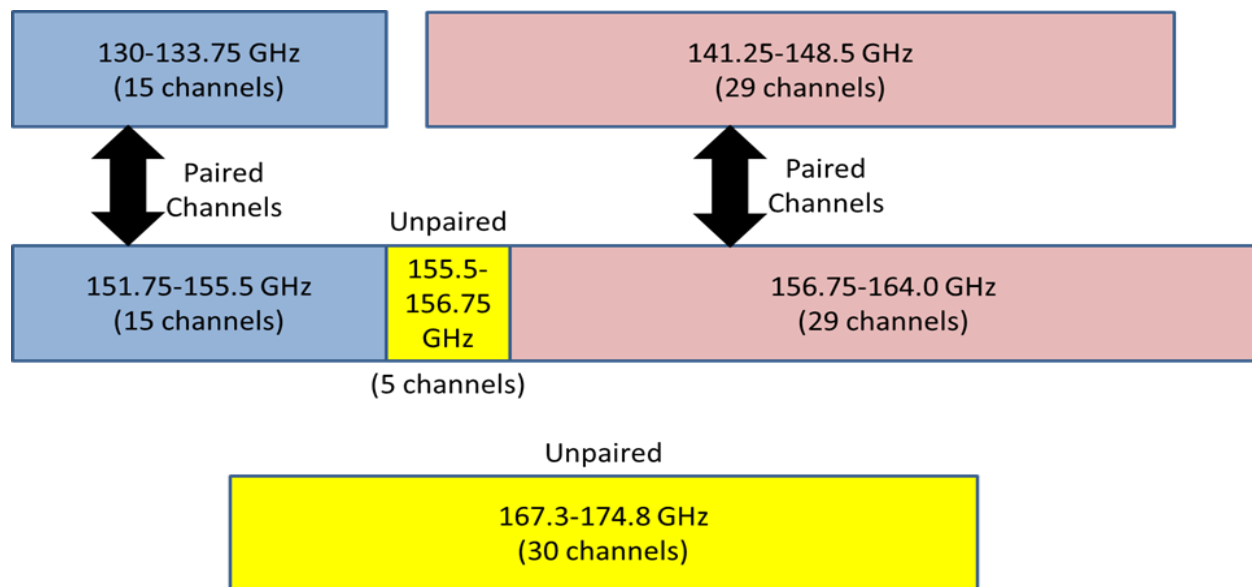 130-133.75 GHz
(15 channels)
141.25-148.5 GHz
(29 channels)
Paired
Channels
Paired
Channels
Unpaired
151.75-155.5 GHz
(15 channels)
155.5-
156.75
GHz
156.75-164.0 GHz
(29 channels)
(5 channels)
Unpaired
167.3-174.8 GHz
(30 channels)